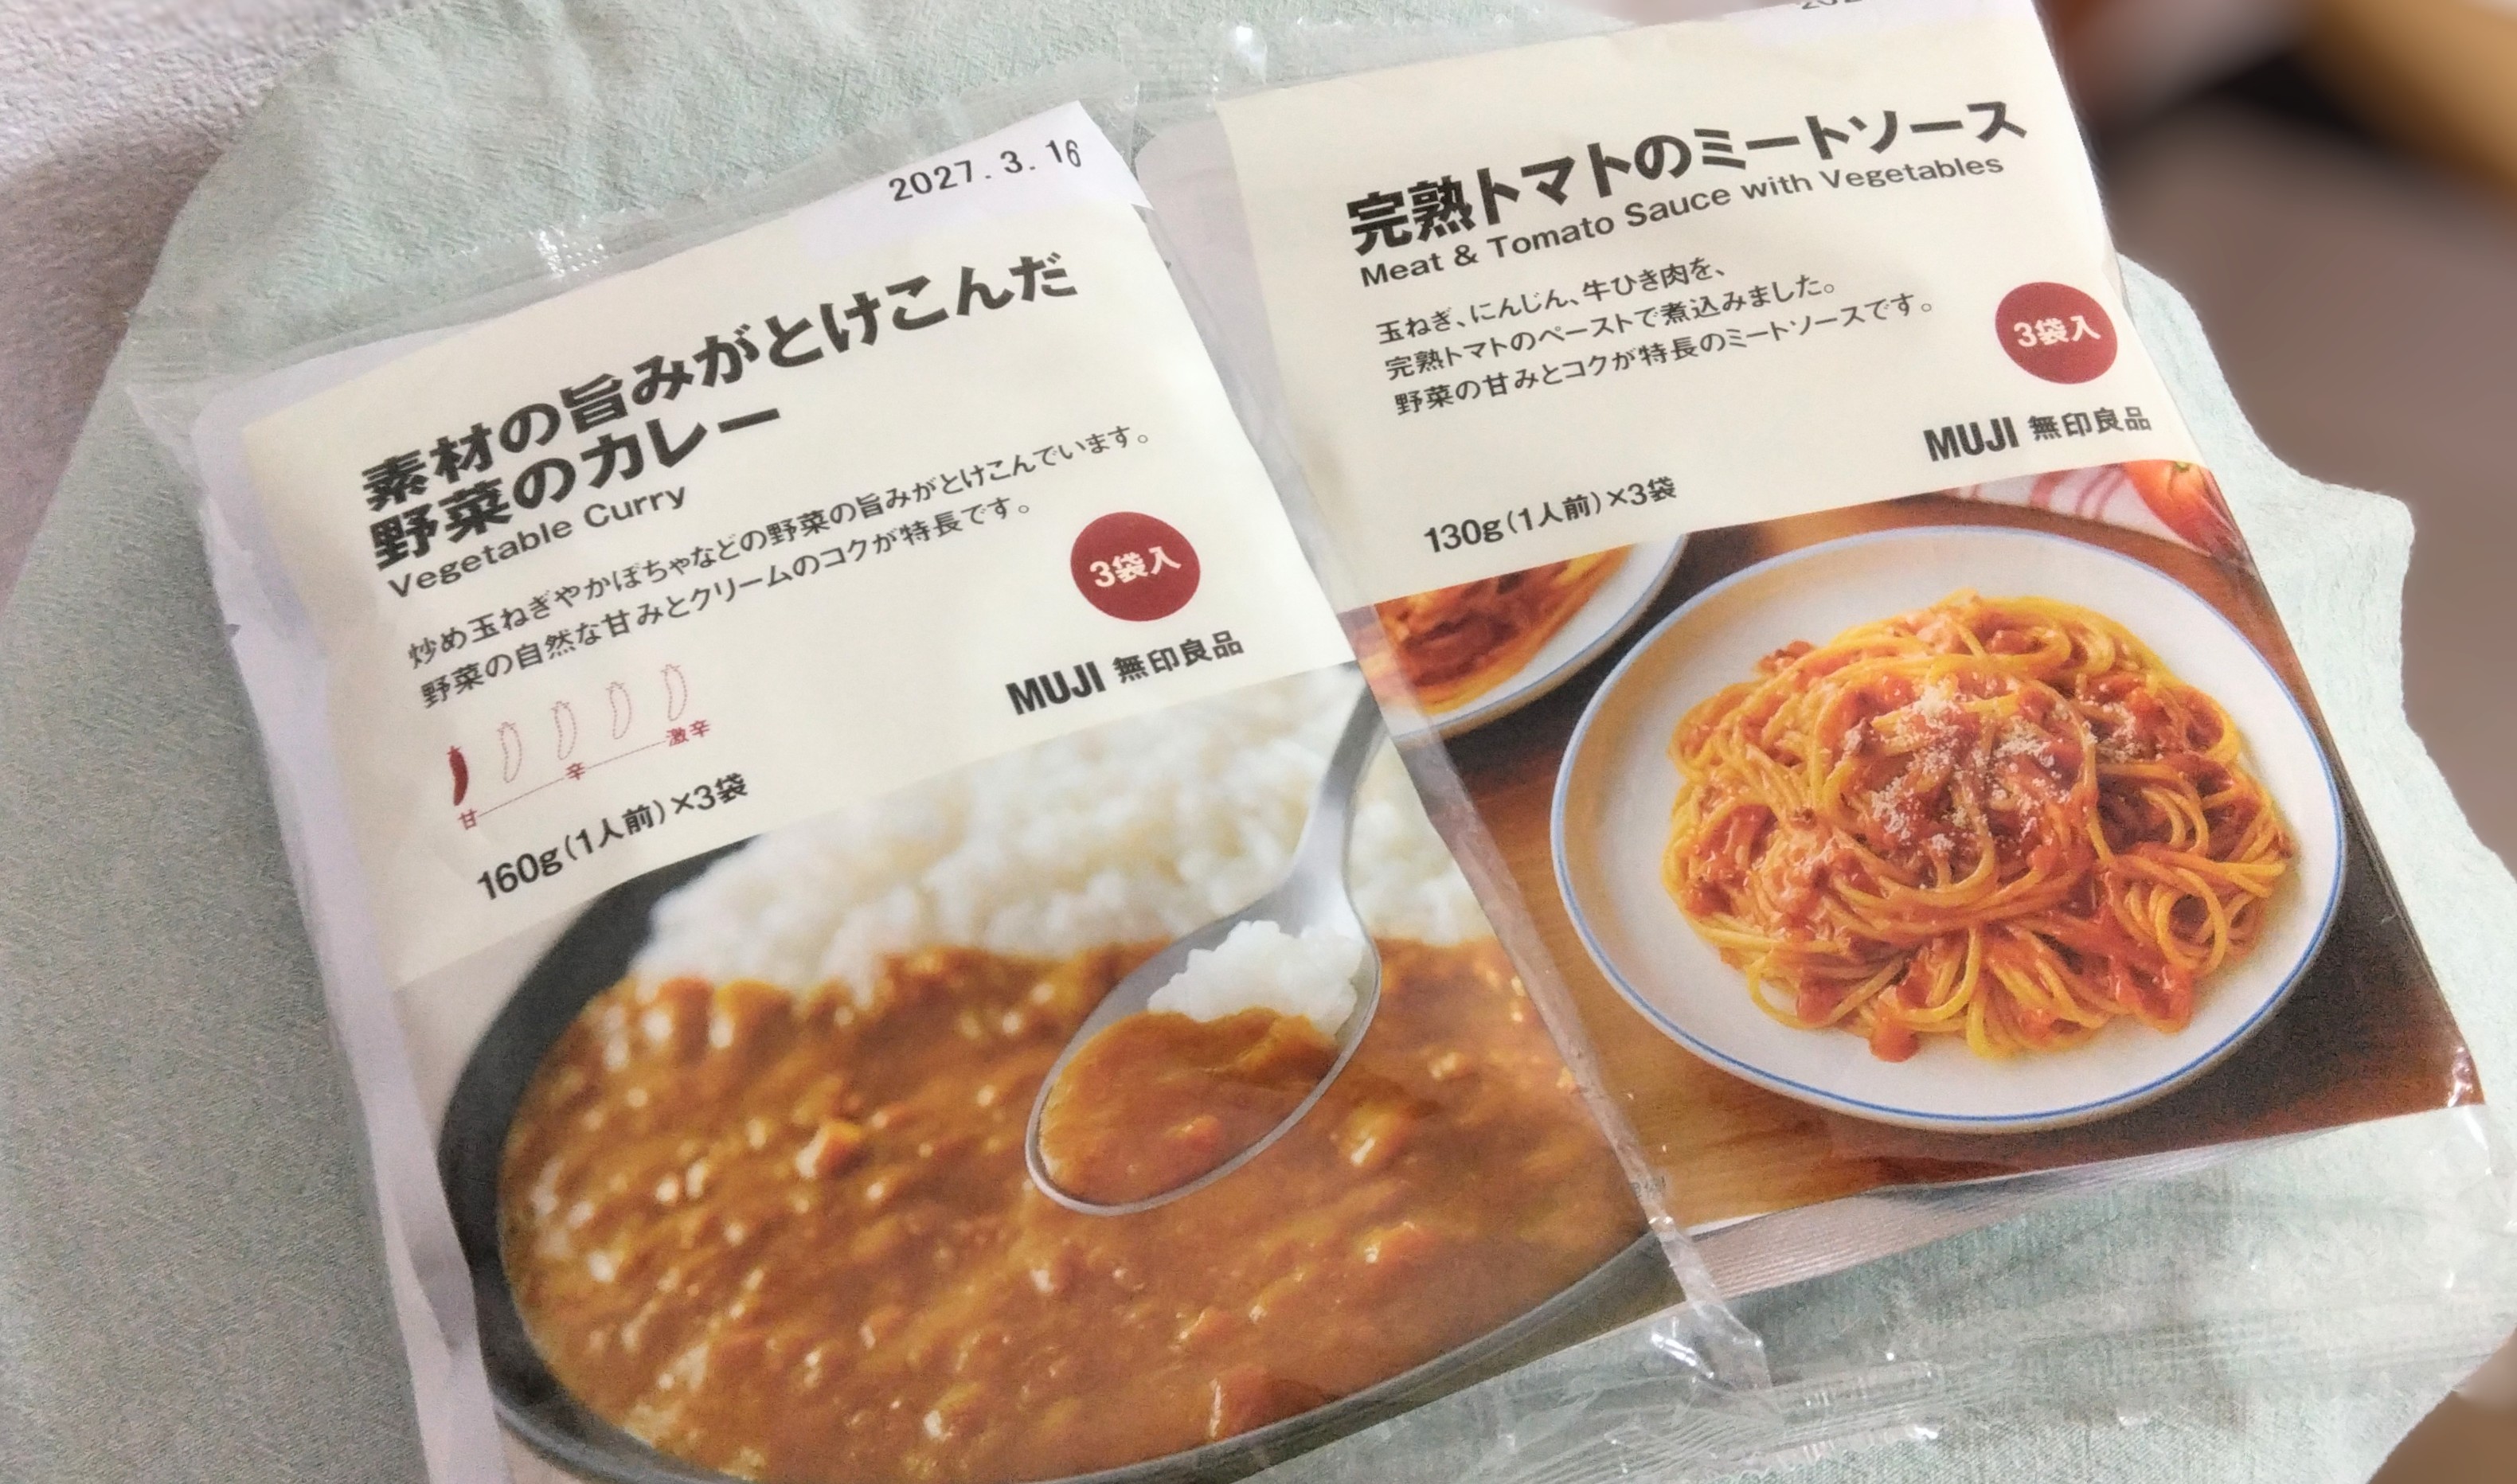 2027.3.16
素材の旨みがとけこんだ
野菜のカレー
Vegetable Curry
炒め玉ねぎやかぼちゃなどの野菜の旨みがとけこんでいます。
野菜の自然な甘みとクリームのコクが特長です。
3袋入
MUJI 無印良品
甘 辛 激辛
160g(1人前)×3袋
完熟トマトのミートソース
Meat & Tomato Sauce with Vegetables
玉ねぎ、にんじん、牛ひき肉を、
完熟トマトのペーストで煮込みました。
野菜の甘みとコクが特長のミートソースです。
3袋入
MUJI 無印良品
130g(1人前)×3袋